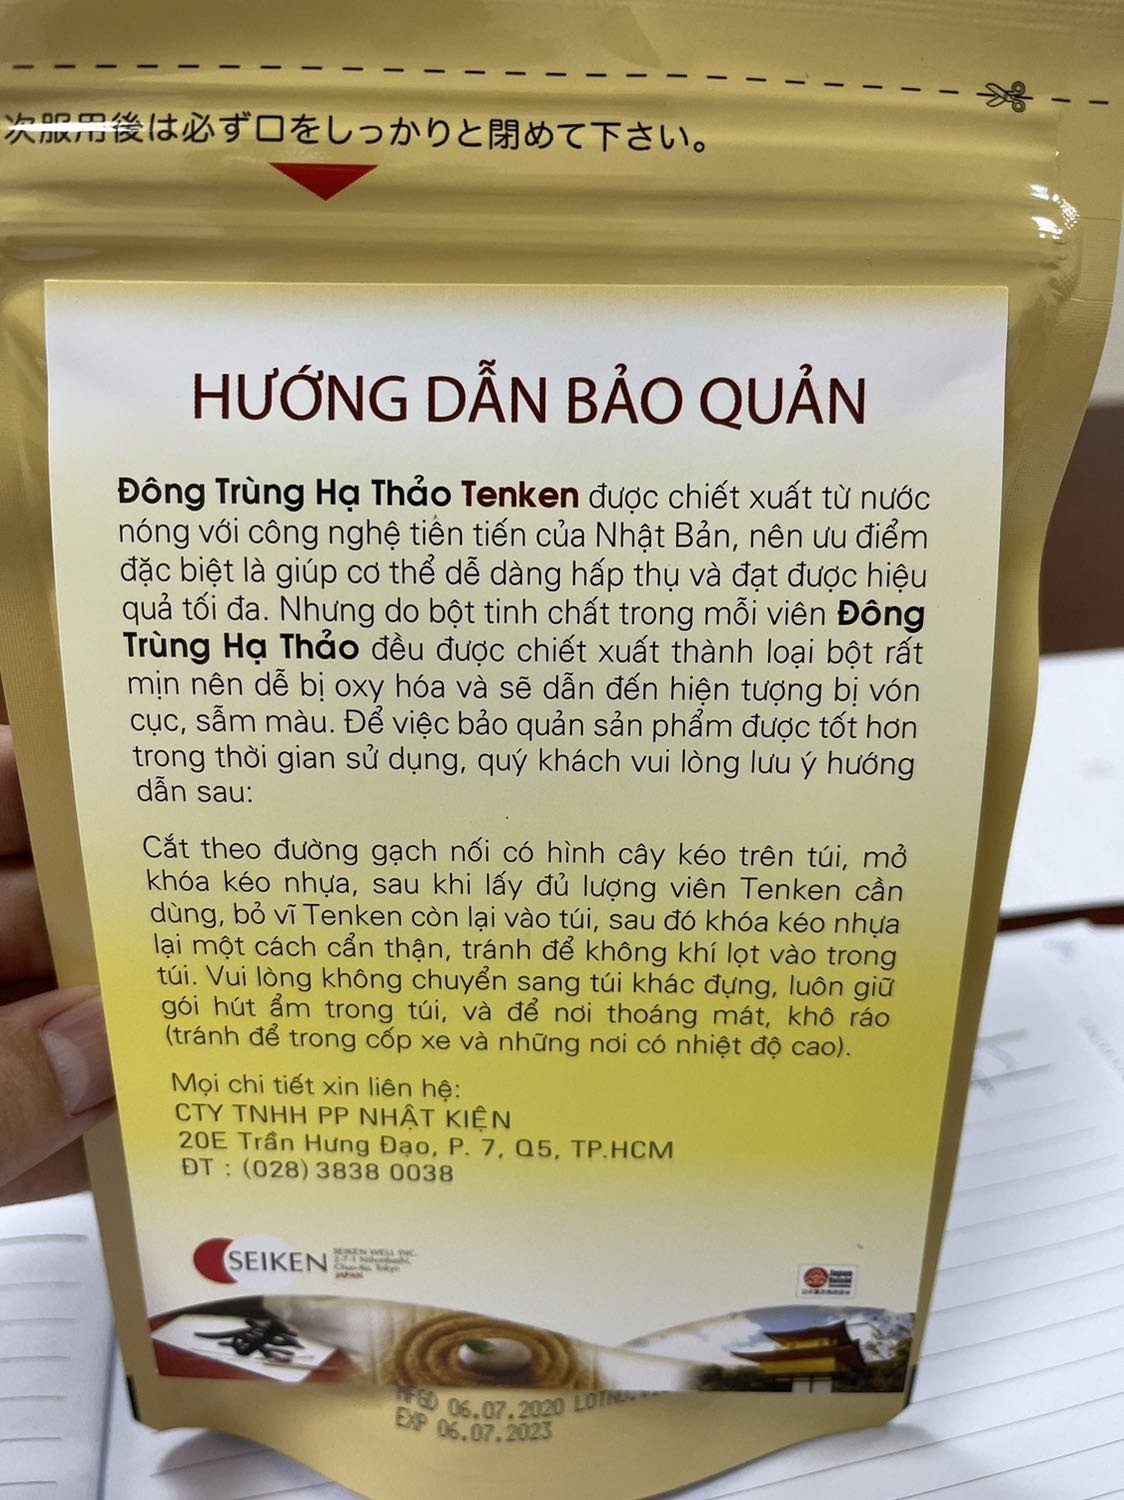 次服用後は必ず口をしっかりと閉めて下さい。
HƯỚNG DẪN BẢO QUẢN
Đông Trùng Hạ Thảo Tenken được chiết xuất từ nước
nóng với công nghệ tiên tiến của Nhật Bản, nên ưu điểm
đặc biệt là giúp cơ thể dễ dàng hấp thụ và đạt được hiệu
quả tối đa. Nhưng do bột tinh chất trong mỗi viên Đông
Trùng Hạ Thảo đều được chiết xuất thành loại bột rất
mịn nên dễ bị oxy hóa và sẽ dẫn đến hiện tượng bị vón
cục, sẫm màu. Để việc bảo quản sản phẩm được tốt hơn
trong thời gian sử dụng, quý khách vui lòng lưu ý hướng
dẫn sau:
Cắt theo đường gạch nối có hình cây kéo trên túi, mở
khóa kéo nhựa, sau khi lấy đủ lượng viên Tenken cần
dùng, bỏ vĩ Tenken còn lại vào túi, sau đó khóa kéo nhựa
lại một cách cẩn thận, tránh để không khí lọt vào trong
túi. Vui lòng không chuyển sang túi khác đựng, luôn giữ
gói hút ẩm trong túi, và để nơi thoáng mát, khô ráo
(tránh để trong cốp xe và những nơi có nhiệt độ cao).
Mọi chi tiết xin liên hệ:
CTY TNHH PP NHẬT KIỆN
20E Trần Hưng Đạo, P. 7, Q5, TP.HCM
ĐT : (028) 3838 0038
SEIKEN
SEIKEN WELL INC.
2-7-1 Nihonbashi,
Chuo-ku, Tokyo
JAPAN
MFGD 06.07.2020
EXP 06.07.2023